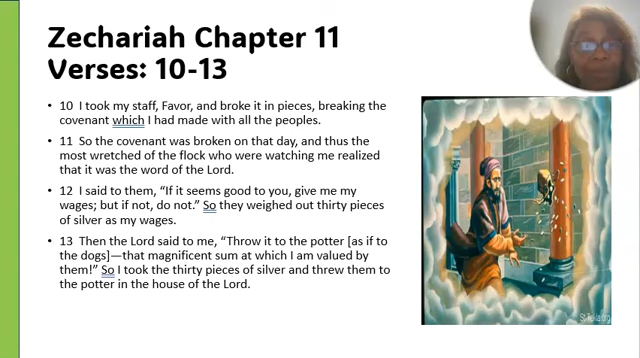 Zechariah Chapter 11
Verses: 10-13
• 10 I took my staff, Favor, and broke it in pieces, breaking the
covenant which I had made with all the peoples.
• 11 So the covenant was broken on that day, and thus the
most wretched of the flock who were watching me realized
that it was the word of the Lord.
• 12 I said to them, “If it seems good to you, give me my
wages; but if not, do not.” So they weighed out thirty pieces
of silver as my wages.
• 13 Then the Lord said to me, “Throw it to the potter [as if to
the dogs]—that magnificent sum at which I am valued by
them!” So I took the thirty pieces of silver and threw them to
the potter in the house of the Lord.
St-Takla.org